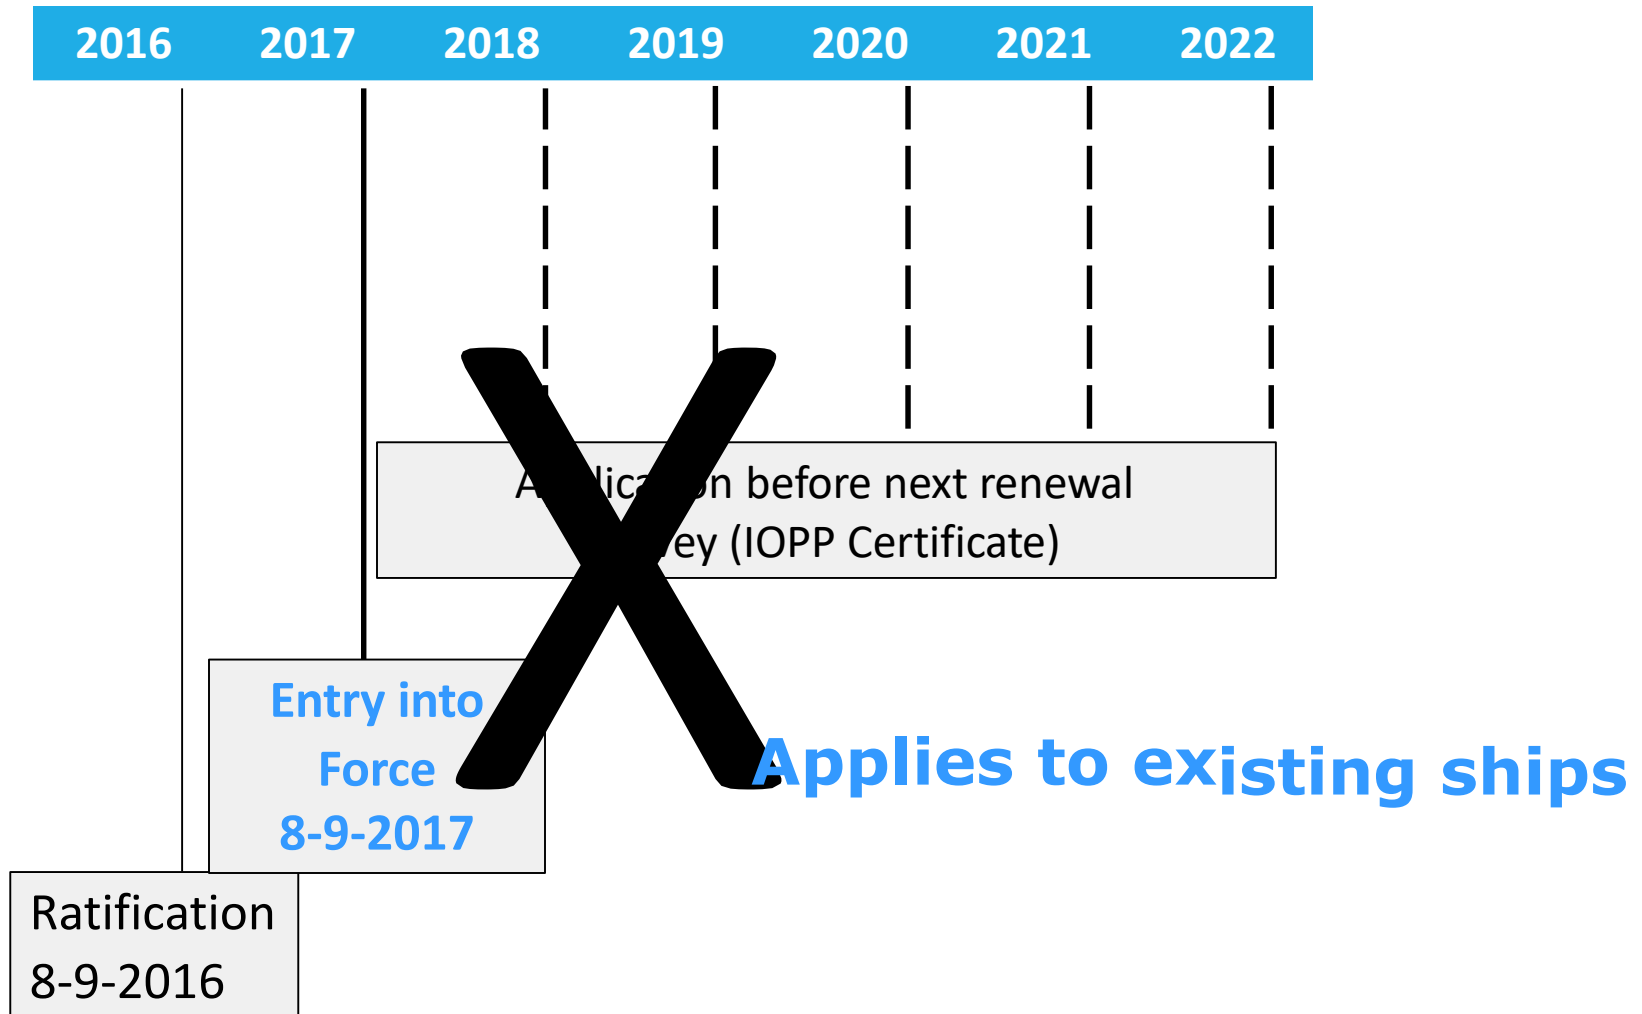 2016 2017 2018 2019 2020 2021 2022
before next renewal
(IOPP Certificate)
Entry into
Force
8-9-2017
Applies to existing ships
Ratification
8-9-2016